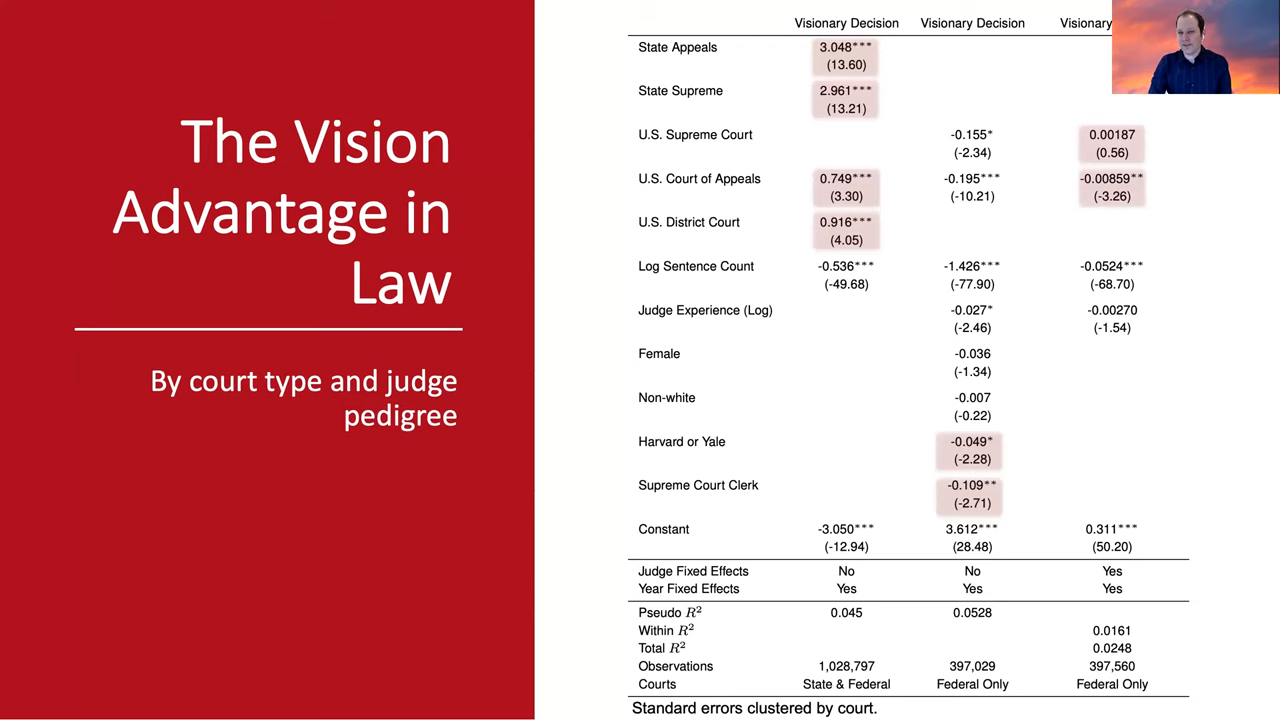 The Vision
Advantage in
Law
By court type and judge
pedigree
Visionary Decision Visionary Decision Visionary
State Appeals 3.048***
(13.60)
State Supreme 2.961***
(13.21)
U.S. Supreme Court -0.155* 0.00187
(-2.34) (0.56)
U.S. Court of Appeals 0.749*** -0.195*** -0.00859**
(3.30) (-10.21) (-3.26)
U.S. District Court 0.916***
(4.05)
Log Sentence Count -0.536*** -1.426*** -0.0524***
(-49.68) (-77.90) (-68.70)
Judge Experience (Log) -0.027* -0.00270
(-2.46) (-1.54)
Female -0.036
(-1.34)
Non-white -0.007
(-0.22)
Harvard or Yale -0.049*
(-2.28)
Supreme Court Clerk -0.109**
(-2.71)
Constant -3.050*** 3.612*** 0.311***
(-12.94) (28.48) (50.20)
Judge Fixed Effects No No Yes
Year Fixed Effects Yes Yes Yes
Pseudo R² 0.045 0.0528
Within R² 0.0161
Total R² 0.0248
Observations 1,028,797 397,029 397,560
Courts State & Federal Federal Only Federal Only
Standard errors clustered by court.